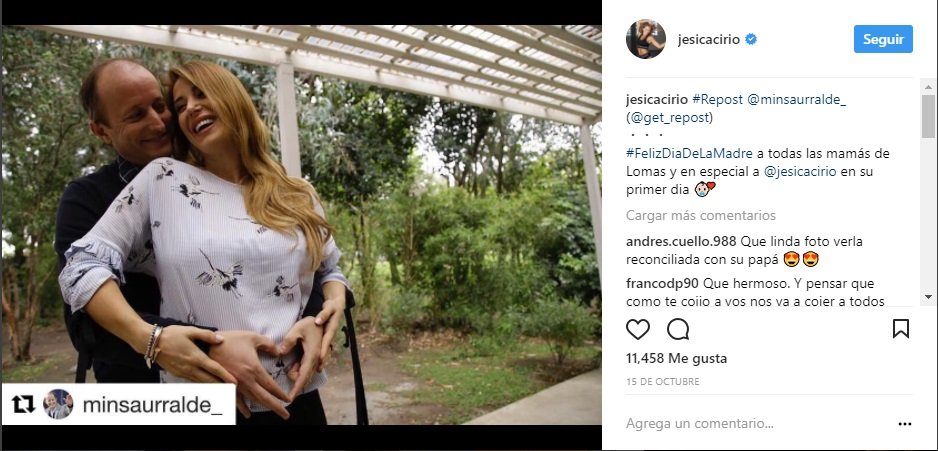 jesicacirio
Seguir
jesicacirio #Repost @minsaurralde_
(@get_repost)
· · ·
#FelizDiaDeLaMadre a todas las mamás de
Lomas y en especial a @jesicacirio en su
primer dia
Cargar más comentarios
andres.cuello.988 Que linda foto verla
reconciliada con su papá
francodp90 Que hermoso. Y pensar que
como te cojio a vos nos va a cojer a todos
11,458 Me gusta
15 DE OCTUBRE
Agrega un comentario...
minsaurralde_